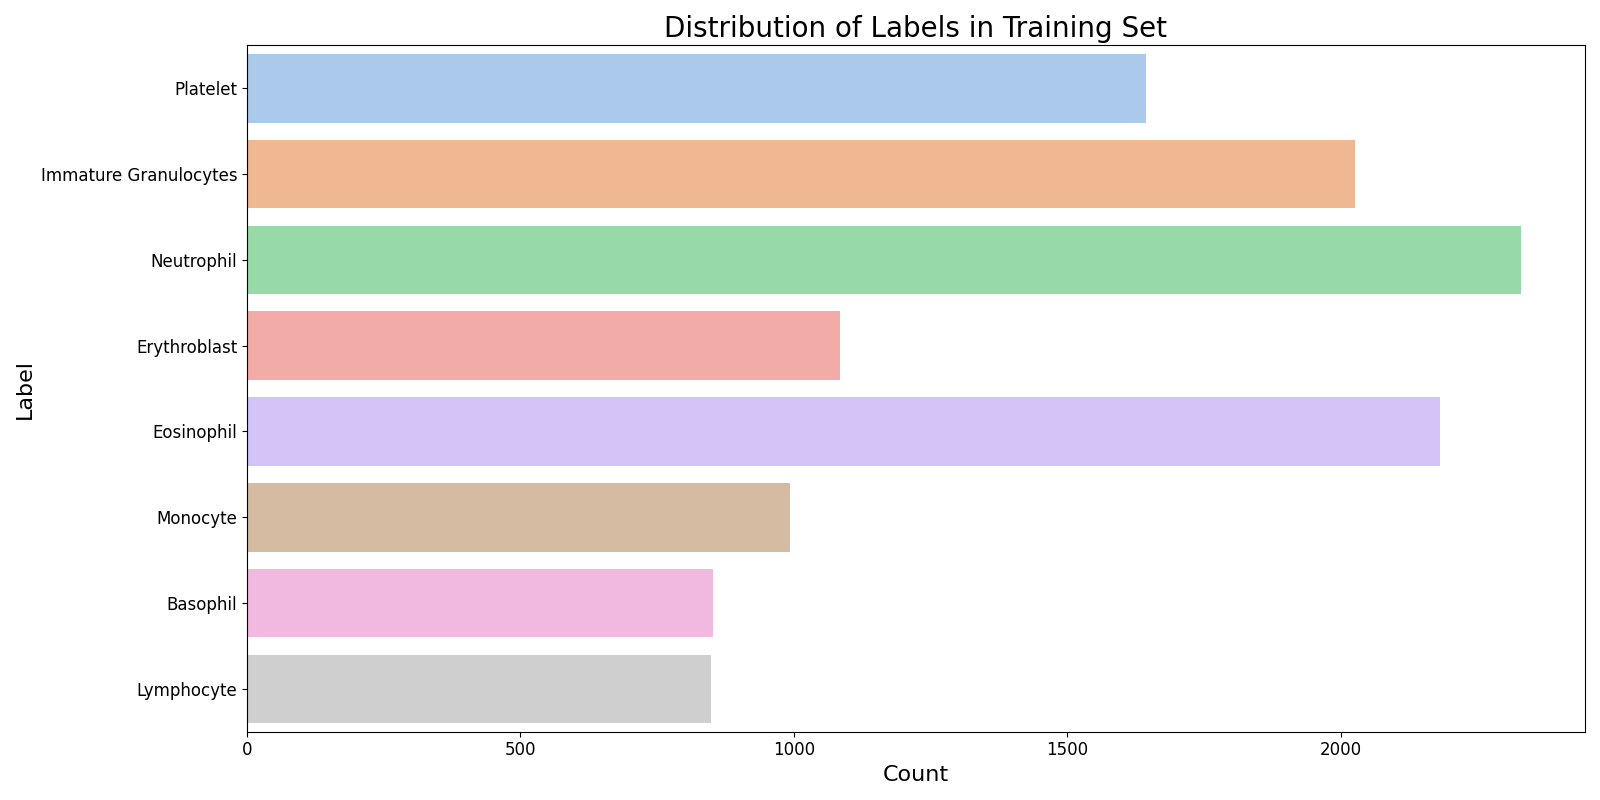 Distribution of Labels in Training Set
Label
Platelet
Immature Granulocytes
Neutrophil
Erythroblast
Eosinophil
Monocyte
Basophil
Lymphocyte
0 500 1000 1500 2000
Count